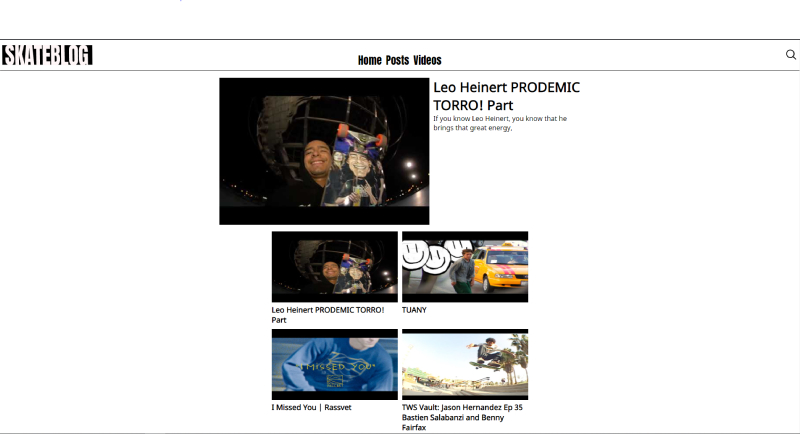 SKATEBLOG
Home Posts Videos
Leo Heinert PRODEMIC
TORRO! Part
If you know Leo Heinert, you know that he
brings that great energy,
Leo Heinert PRODEMIC TORRO!
Part
TUANY
I MISSED YOU"
I Missed You | Rassvet
TWS Vault: Jason Hernandez Ep 35
Bastien Salabanzi and Benny
Fairfax